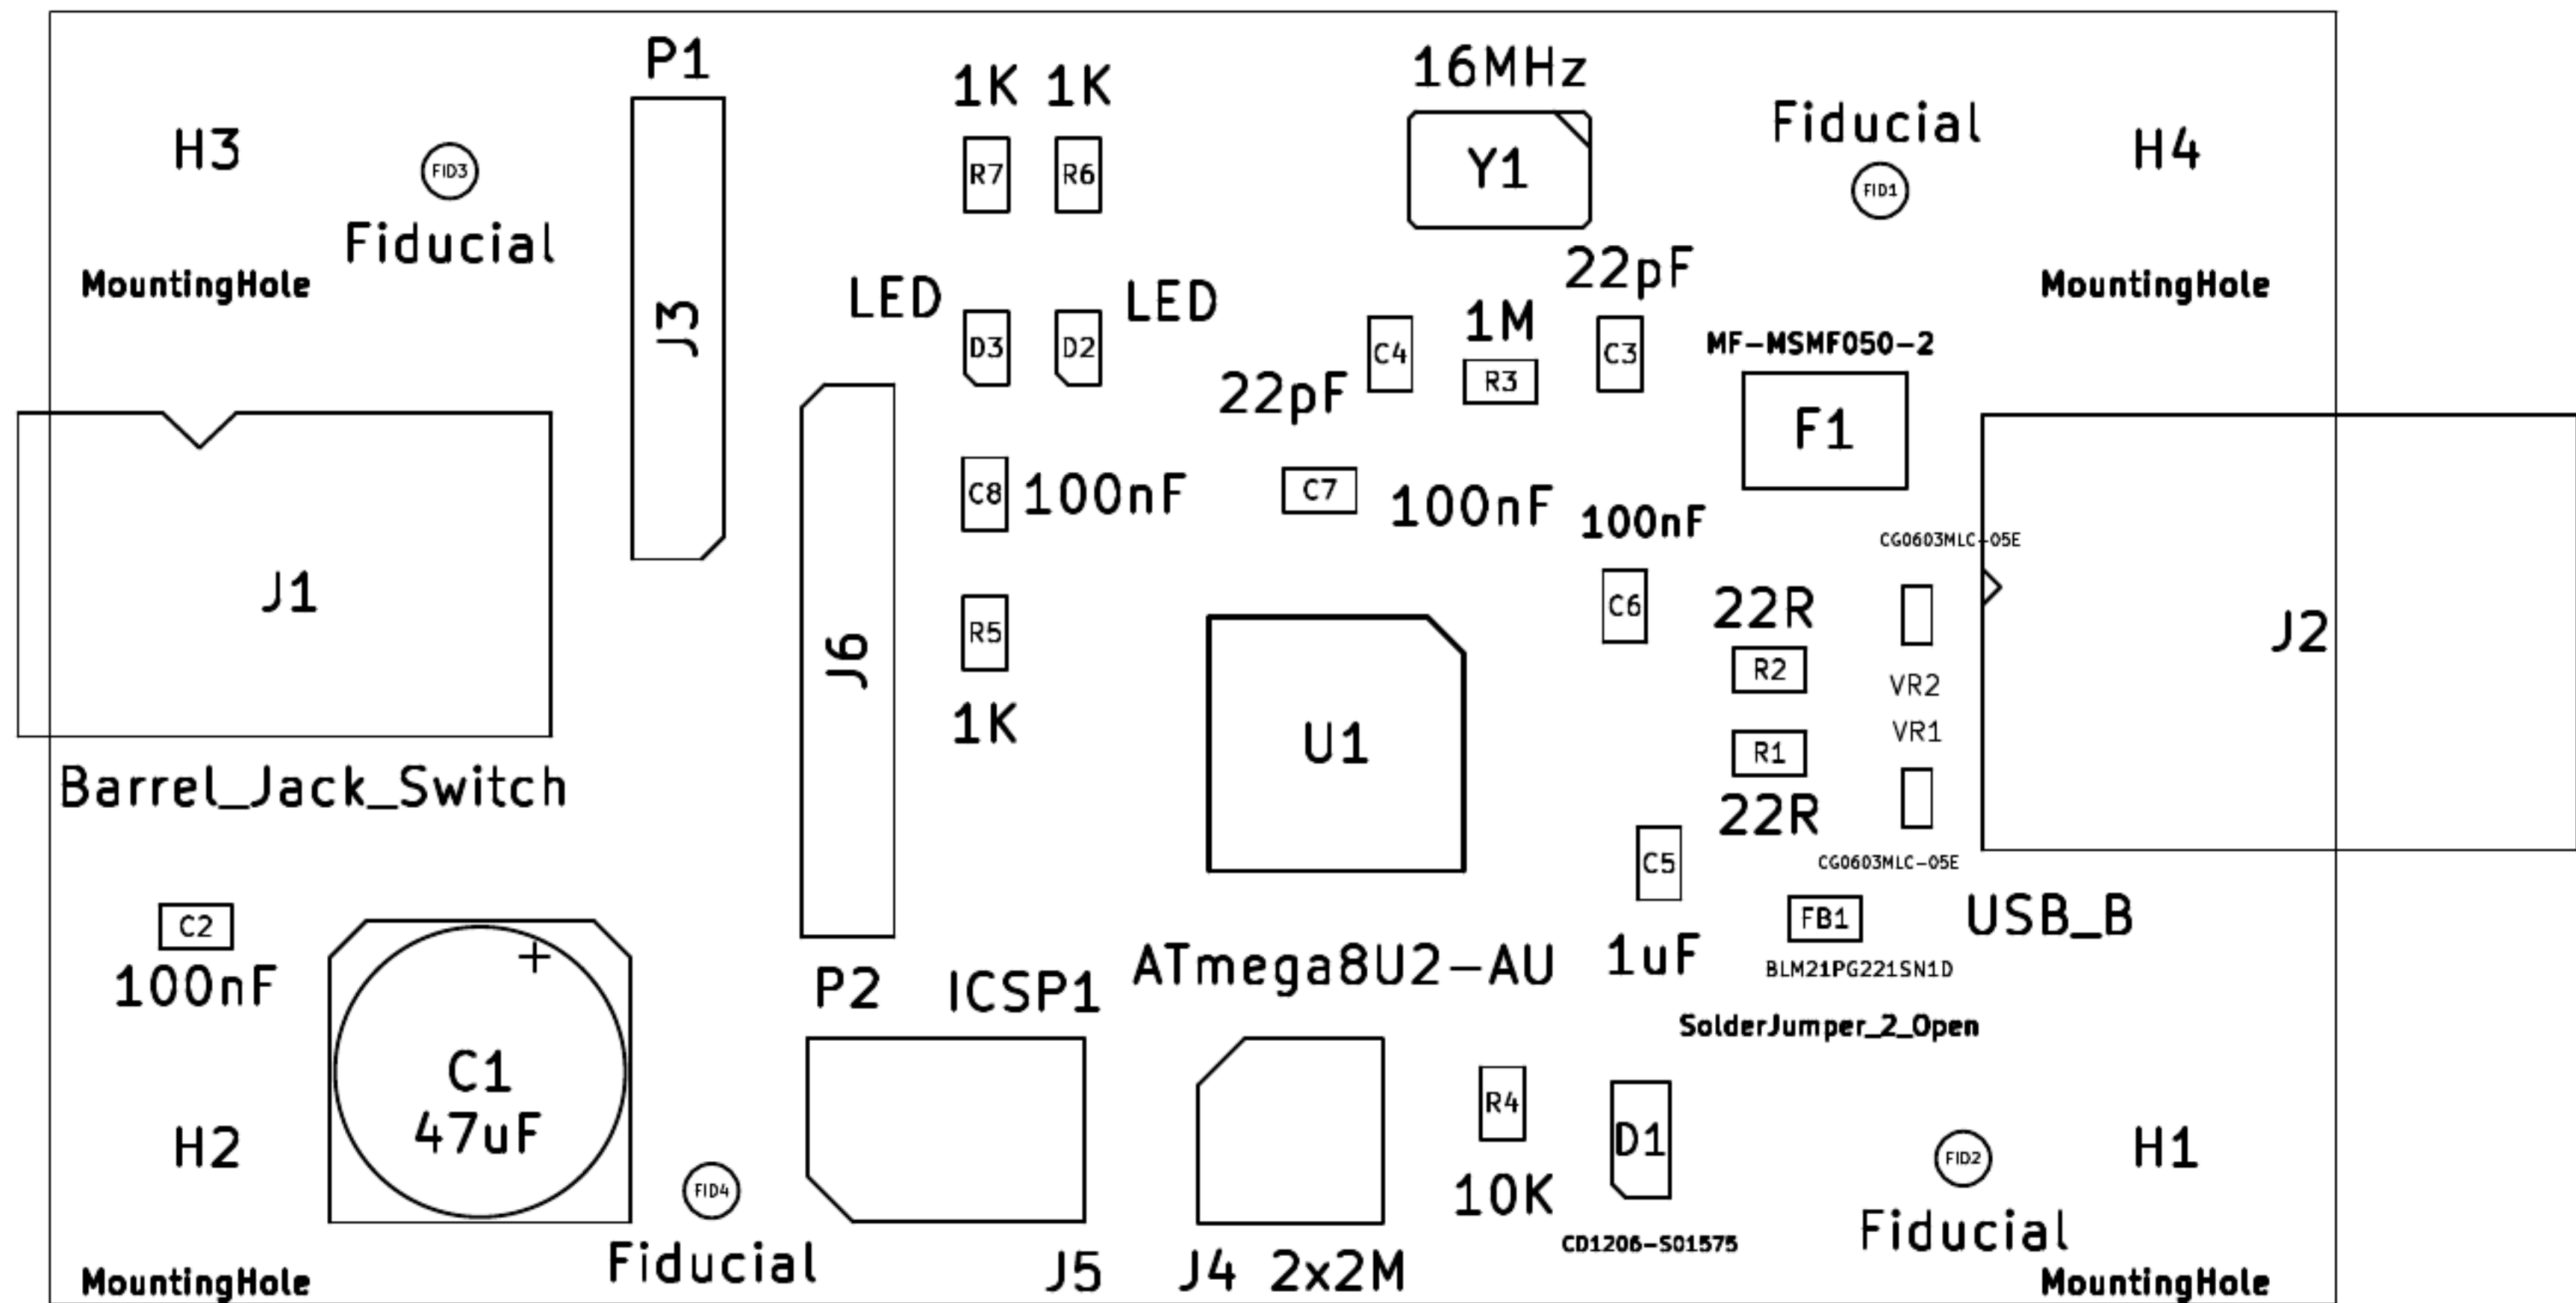 P1
1K 1K
16MHz
H3
FID3
Fiducial
MountingHole
R7
R6
Y1
Fiducial
FID1
H4
MountingHole
J3
LED
D3
D2
LED
22pF
C4
1M
R3
22pF
C3
MF-MSMF050-2
F1
C8
100nF
C7
100nF
100nF
C6
CG0603MLC-05E
J1
Barrel_Jack_Switch
J6
R5
1K
U1
22R
R2
VR2
VR1
R1
22R
J2
CG0603MLC-05E
C5
1uF
FB1
BLM21PG221SN1D
USB_B
C2
100nF
P2
ICSP1
ATmega8U2-AU
SolderJumper_2_Open
C1
47uF
+
R4
10K
D1
CD1206-S01575
H2
MountingHole
FID4
Fiducial
J5
J4 2x2M
FID2
Fiducial
H1
MountingHole